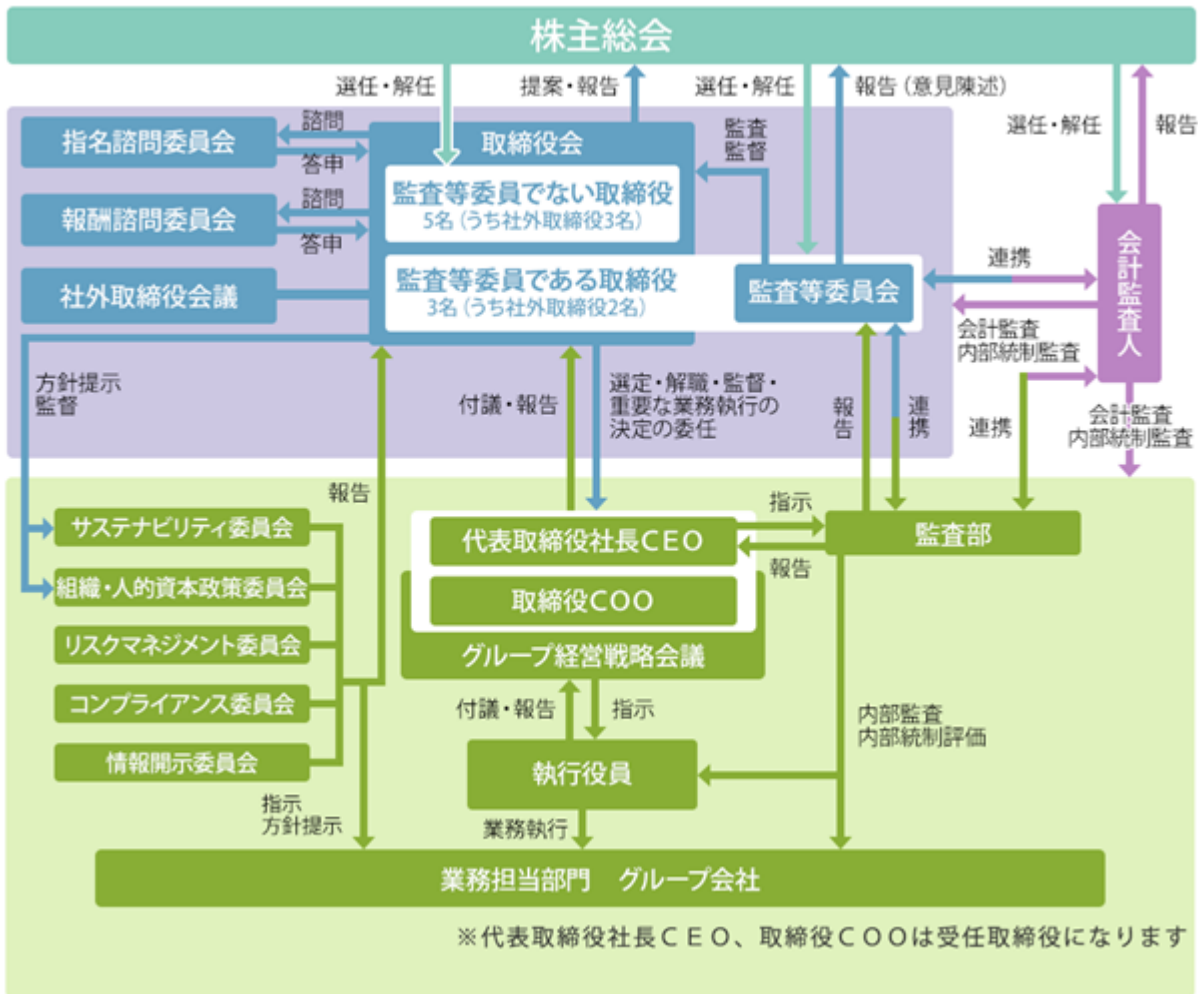 株主総会
選任・解任
提案・報告
選任・解任
報告（意見陳述）
選任・解任
報告
指名諮問委員会
諮問
答申
取締役会
監査
監督
監査等委員でない取締役
5名（うち社外取締役3名）
報酬諮問委員会
諮問
答申
社外取締役会議
監査等委員である取締役
3名（うち社外取締役2名）
監査等委員会
連携
会計監査人
会計監査
内部統制監査
方針提示
監督
付議・報告
選定・解職・監督・
重要な業務執行の
決定の委任
報告
連携
連携
会計監査
内部統制監査
報告
サステナビリティ委員会
組織・人的資本政策委員会
リスクマネジメント委員会
コンプライアンス委員会
情報開示委員会
代表取締役社長ＣＥＯ
取締役ＣＯＯ
グループ経営戦略会議
指示
報告
監査部
付議・報告
指示
内部監査
内部統制評価
執行役員
指示
方針提示
業務執行
業務担当部門　グループ会社
※代表取締役社長ＣＥＯ、取締役ＣＯＯは受任取締役になります